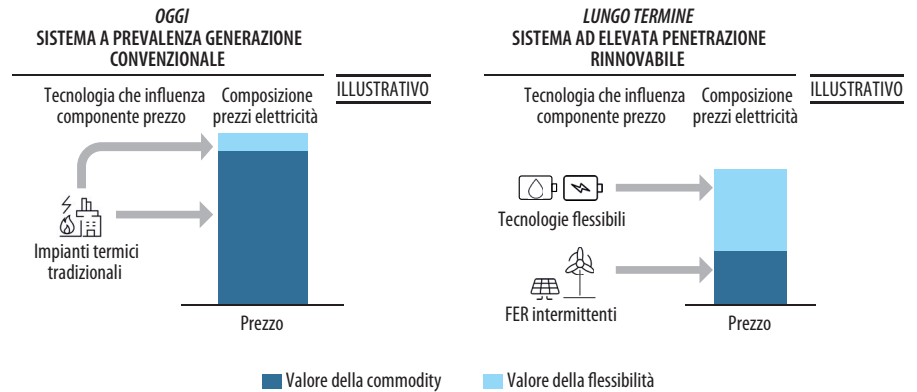 OGGI
SISTEMA A PREVALENZA GENERAZIONE
CONVENZIONALE
ILLUSTRATIVO
Tecnologia che influenza
componente prezzo
Composizione
prezzi elettricità
Impianti termici
tradizionali
Prezzo
LUNGO TERMINE
SISTEMA AD ELEVATA PENETRAZIONE
RINNOVABILE
ILLUSTRATIVO
Tecnologia che influenza
componente prezzo
Composizione
prezzi elettricità
Tecnologie flessibili
FER intermittenti
Prezzo
Valore della commodity
Valore della flessibilità